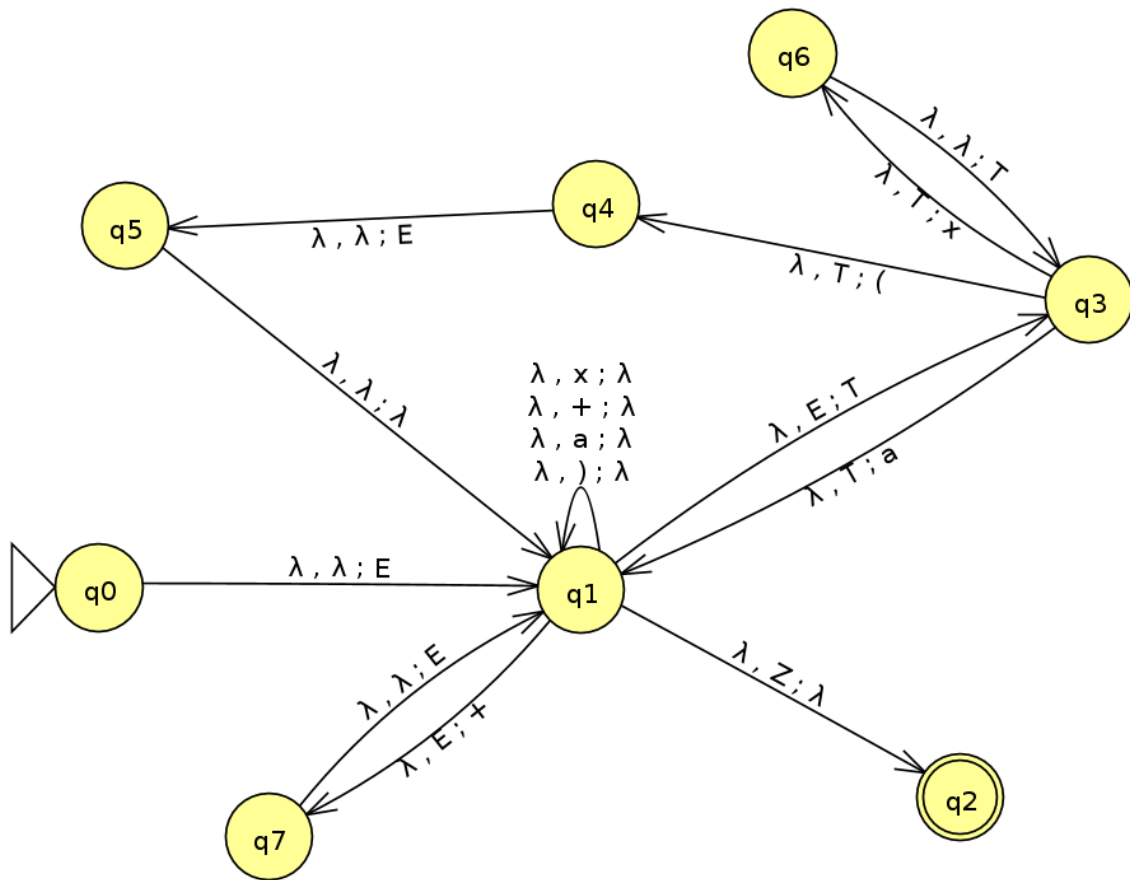 q6
λ , λ ; T
λ , T ; x
q5
q4
λ , λ ; E
λ , T ; (
q3
λ , λ ; λ
λ , x ; λ
λ , + ; λ
λ , a ; λ
λ , ) ; λ
λ , E ; T
λ , T ; a
q0
λ , λ ; E
q1
λ , λ ; E
λ , E ; +
λ , Z ; λ
q7
q2